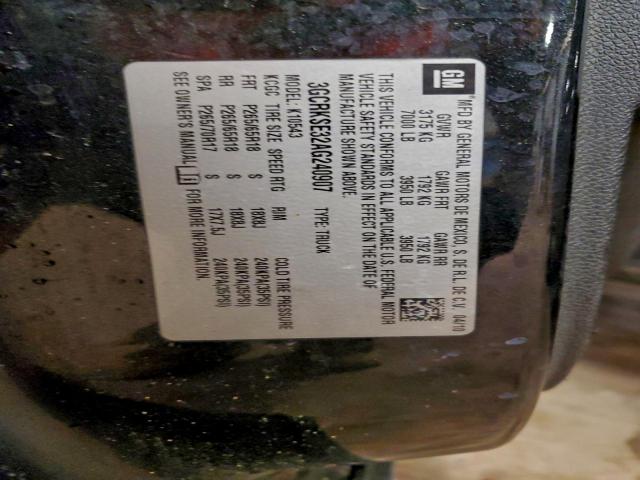 GM MFD BY GENERAL MOTORS DE MEXICO, S. DE R.L. DE C.V. 04/10
GVWR GAWR FRT GAWR RR
3175 KG 1792 KG 1792 KG
7000 LB 3950 LB 3950 LB
THIS VEHICLE CONFORMS TO ALL APPLICABLE U.S. FEDERAL MOTOR
VEHICLE SAFETY STANDARDS IN EFFECT ON THE DATE OF
MANUFACTURE SHOWN ABOVE.
3GCRKSE32AG240907 TYPE: TRUCK
MODEL: K10543
KCGC TIRE SIZE SPEED RTG RIM COLD TIRE PRESSURE
FRT P265/65R18 S 18X8J 240KPA(35PSI)
RR P265/65R18 S 18X8J 240KPA(35PSI)
SPA P265/70R17 S 17X7.5J 240KPA(35PSI)
SEE OWNER'S MANUAL FOR MORE INFORMATION.